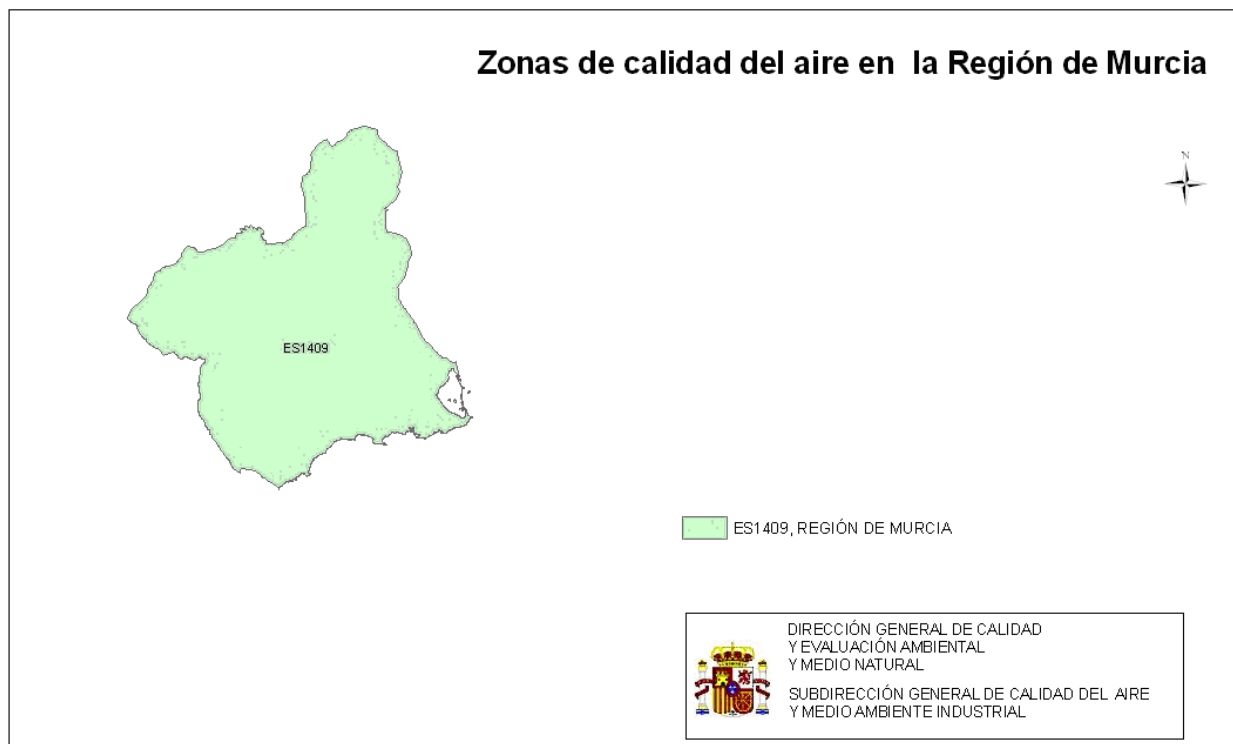 Zonas de calidad del aire en la Región de Murcia
N
ES1409
ES1409, REGIÓN DE MURCIA
DIRECCIÓN GENERAL DE CALIDAD
Y EVALUACIÓN AMBIENTAL
Y MEDIO NATURAL
SUBDIRECCIÓN GENERAL DE CALIDAD DEL AIRE
Y MEDIO AMBIENTE INDUSTRIAL